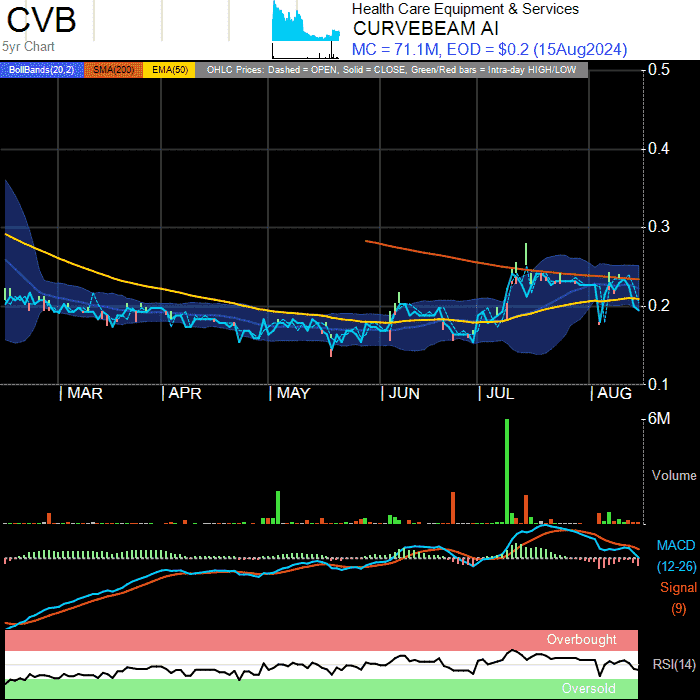 CVB
5yr Chart
Health Care Equipment & Services
CURVEBEAM AI
MC = 71.1M, EOD = $0.2 (15Aug2024)
BollBands(20,2) SMA(200) EMA(50) OHLC Prices: Dashed = OPEN, Solid = CLOSE, Green/Red bars = Intra-day HIGH/LOW
0.5
0.4
0.3
0.2
0.1
MAR APR MAY JUN JUL AUG
6M
Volume
MACD
(12-26)
Signal
(9)
Overbought
RSI(14)
Oversold